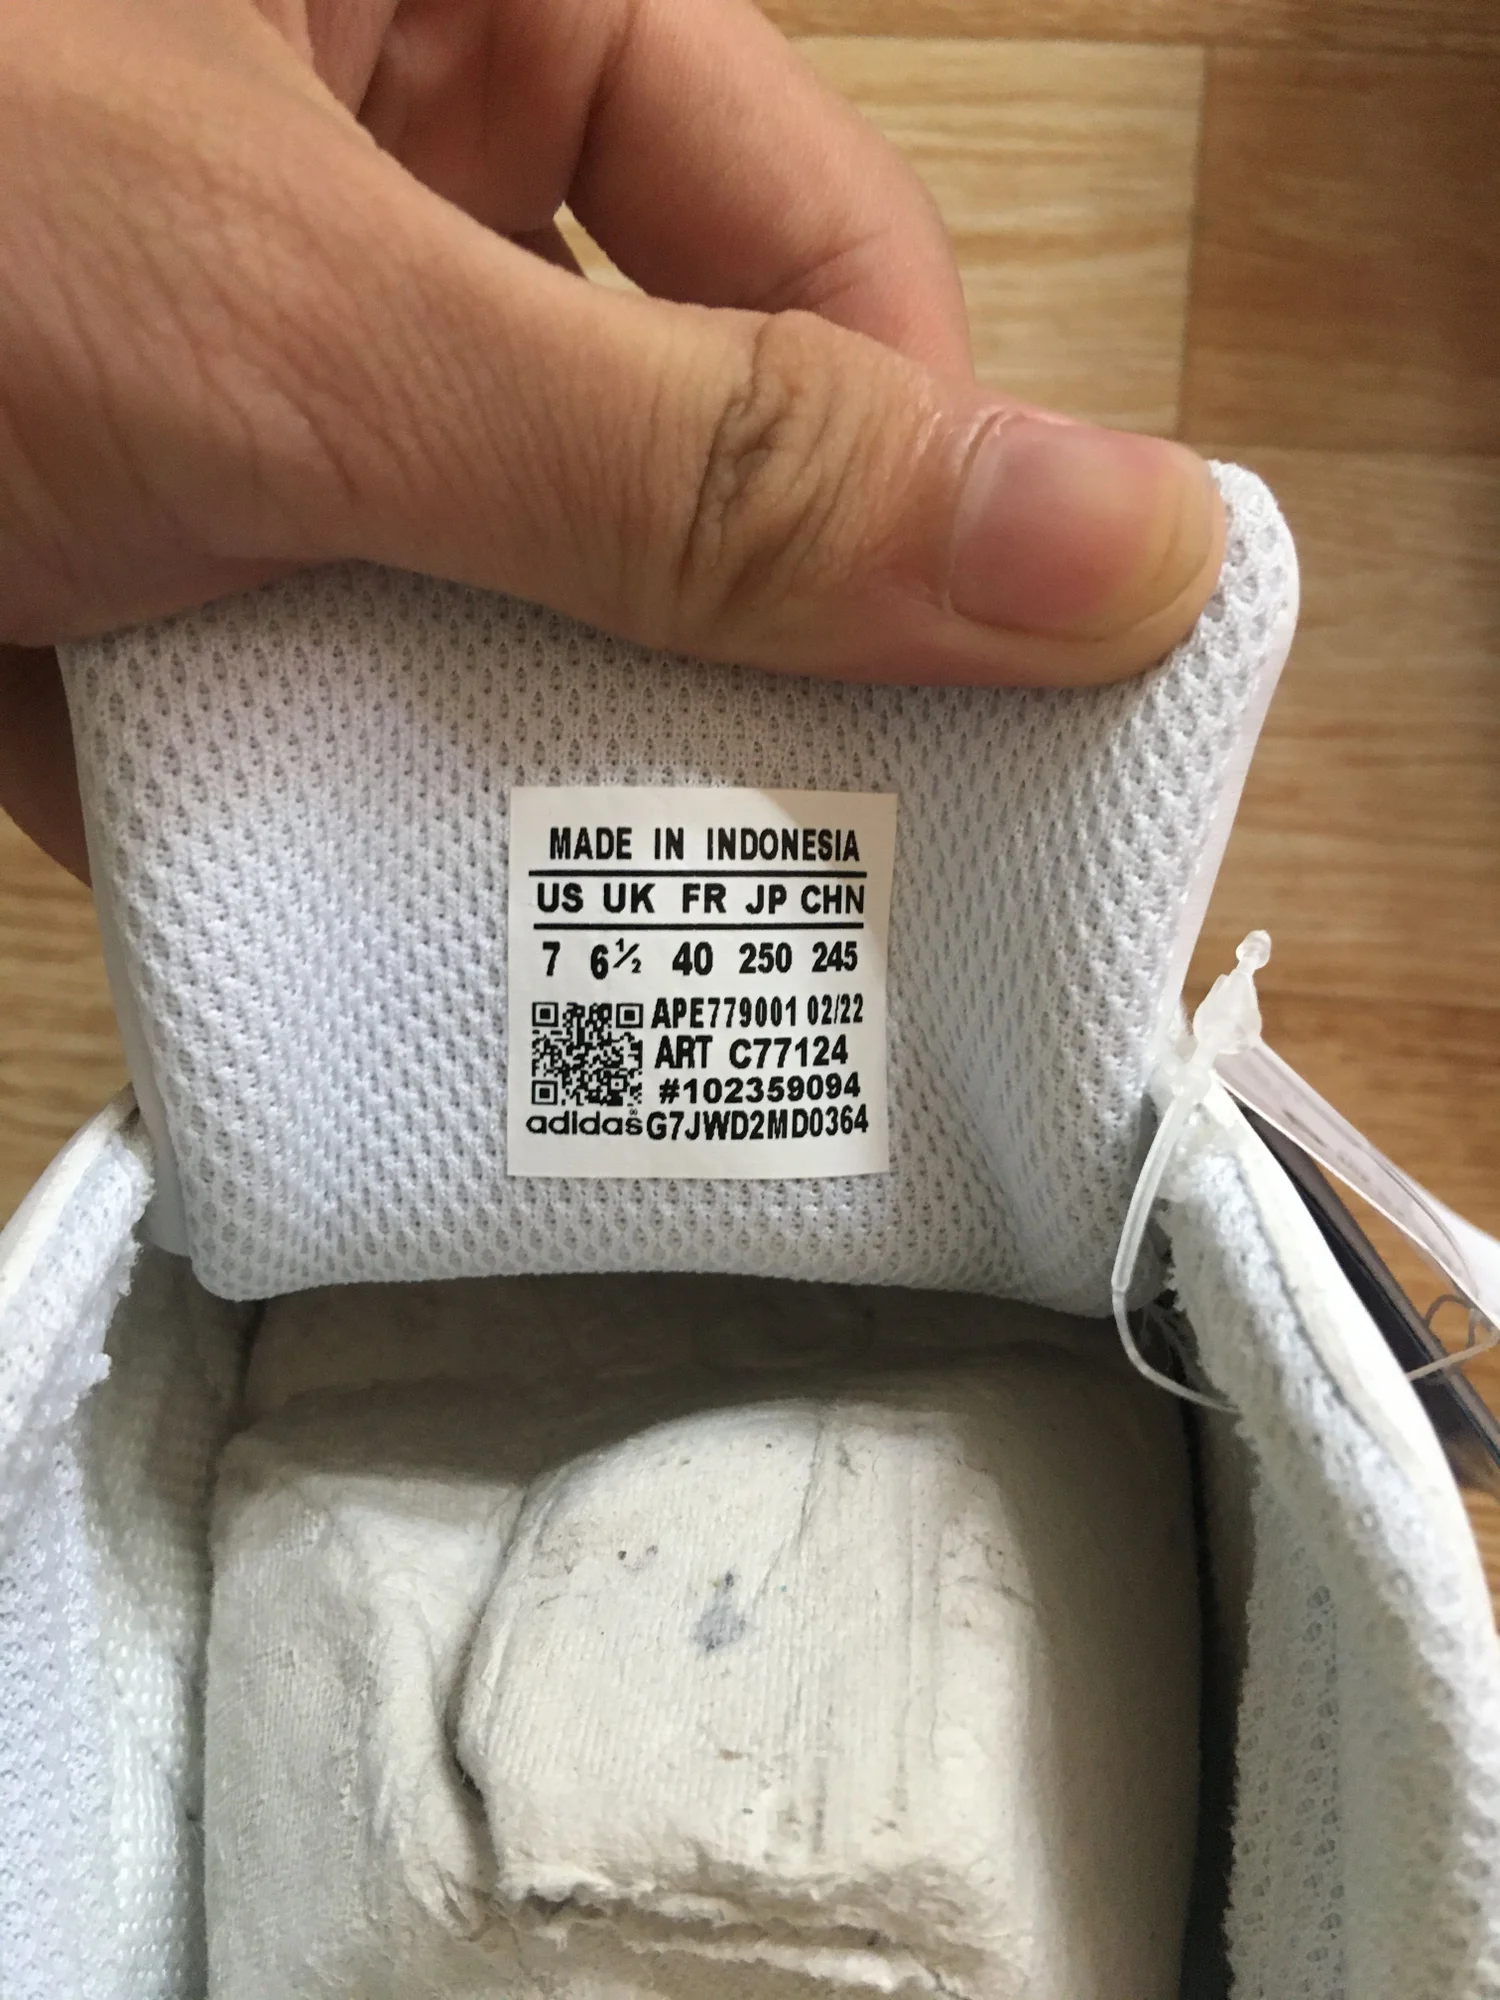 MADE IN INDONESIA
US UK FR JP CHN
7 6½ 40 250 245
APE779001 02/22
ART C77124
#102359094
adidas® G7JWD2MD0364